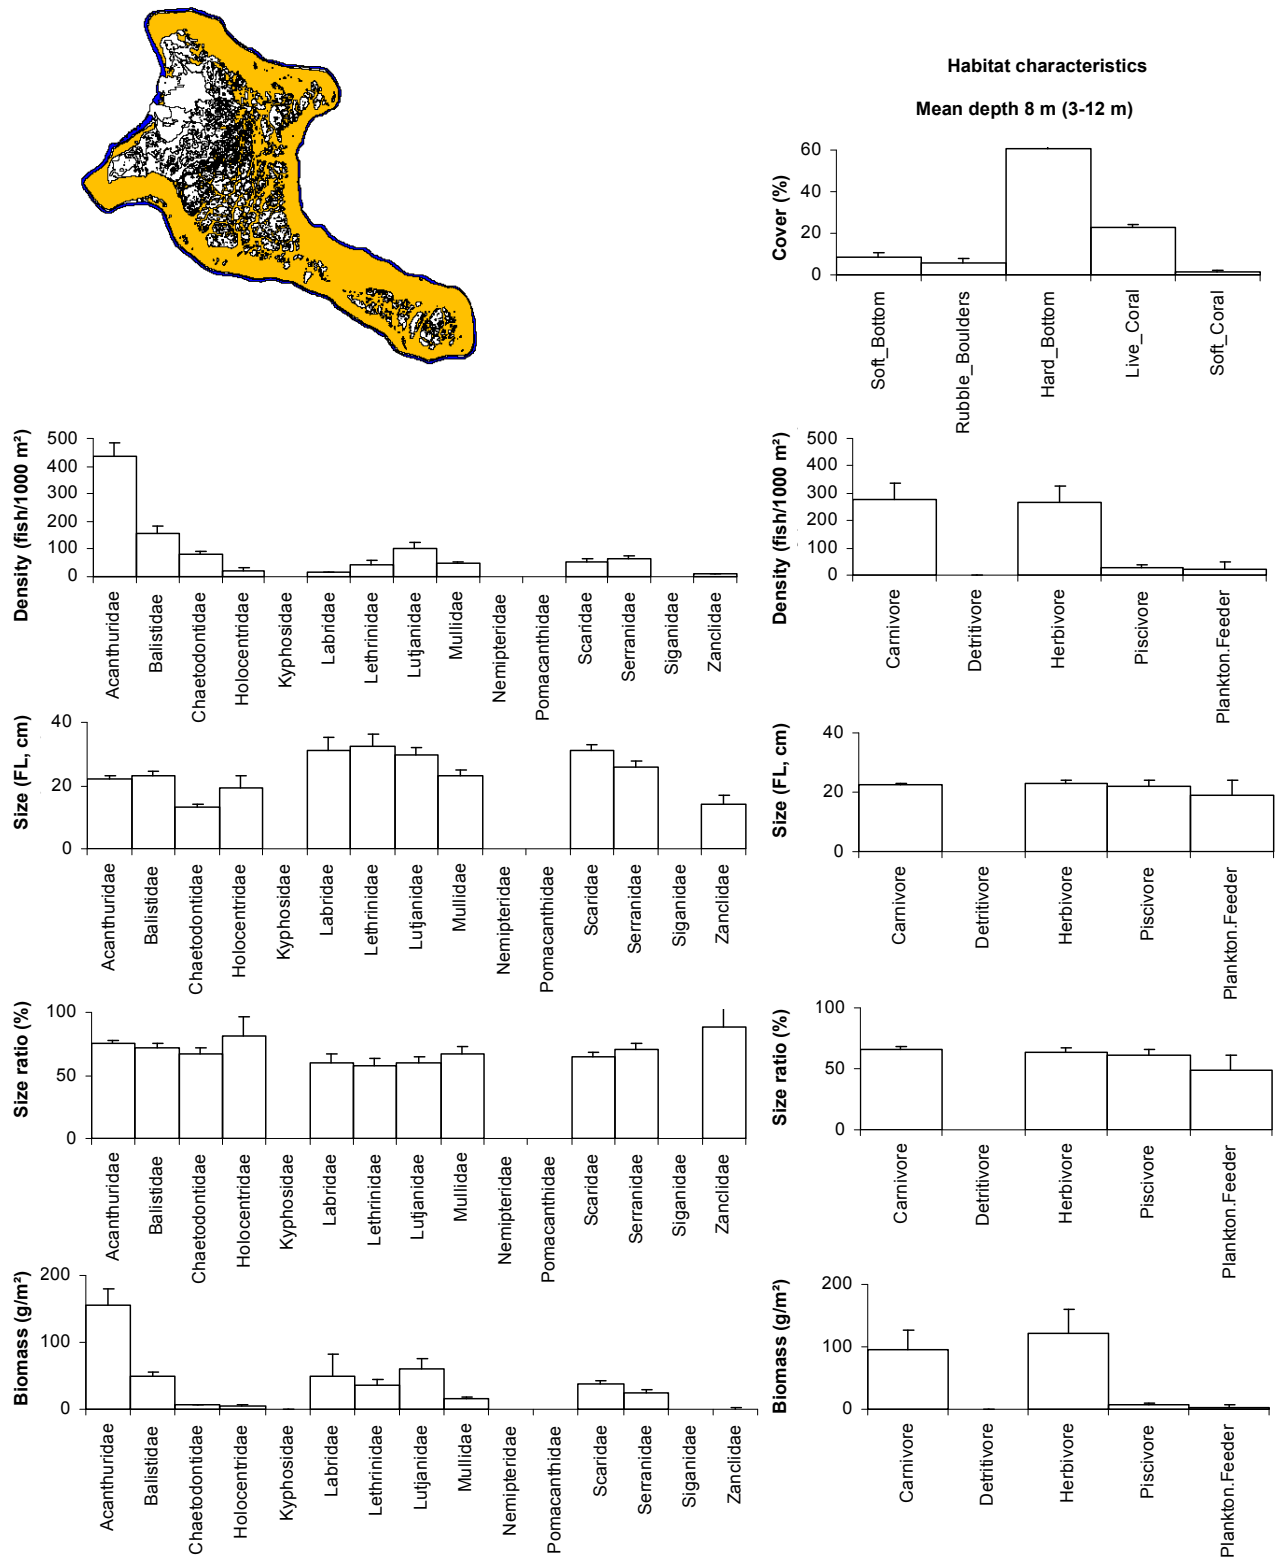 Habitat characteristics
Mean depth 8 m (3-12 m)
Cover (%)
60
40
20
0
Soft_Bottom
Rubble_Boulders
Hard_Bottom
Live_Coral
Soft_Coral
Density (fish/1000 m²)
500
400
300
200
100
0
Acanthuridae
Balistidae
Chaetodontidae
Holocentridae
Kyphosidae
Labridae
Lethrinidae
Lutjanidae
Mullidae
Nemipteridae
Pomacanthidae
Scaridae
Serranidae
Siganidae
Zanclidae
Density (fish/1000 m²)
500
400
300
200
100
0
Carnivore
Detritivore
Herbivore
Piscivore
Plankton.Feeder
Size (FL, cm)
40
20
0
Acanthuridae
Balistidae
Chaetodontidae
Holocentridae
Kyphosidae
Labridae
Lethrinidae
Lutjanidae
Mullidae
Nemipteridae
Pomacanthidae
Scaridae
Serranidae
Siganidae
Zanclidae
Size (FL, cm)
40
20
0
Carnivore
Detritivore
Herbivore
Piscivore
Plankton.Feeder
Size ratio (%)
100
50
0
Acanthuridae
Balistidae
Chaetodontidae
Holocentridae
Kyphosidae
Labridae
Lethrinidae
Lutjanidae
Mullidae
Nemipteridae
Pomacanthidae
Scaridae
Serranidae
Siganidae
Zanclidae
Size ratio (%)
100
50
0
Carnivore
Detritivore
Herbivore
Piscivore
Plankton.Feeder
Biomass (g/m²)
200
100
0
Acanthuridae
Balistidae
Chaetodontidae
Holocentridae
Kyphosidae
Labridae
Lethrinidae
Lutjanidae
Mullidae
Nemipteridae
Pomacanthidae
Scaridae
Serranidae
Siganidae
Zanclidae
Biomass (g/m²)
200
100
0
Carnivore
Detritivore
Herbivore
Piscivore
Plankton.Feeder